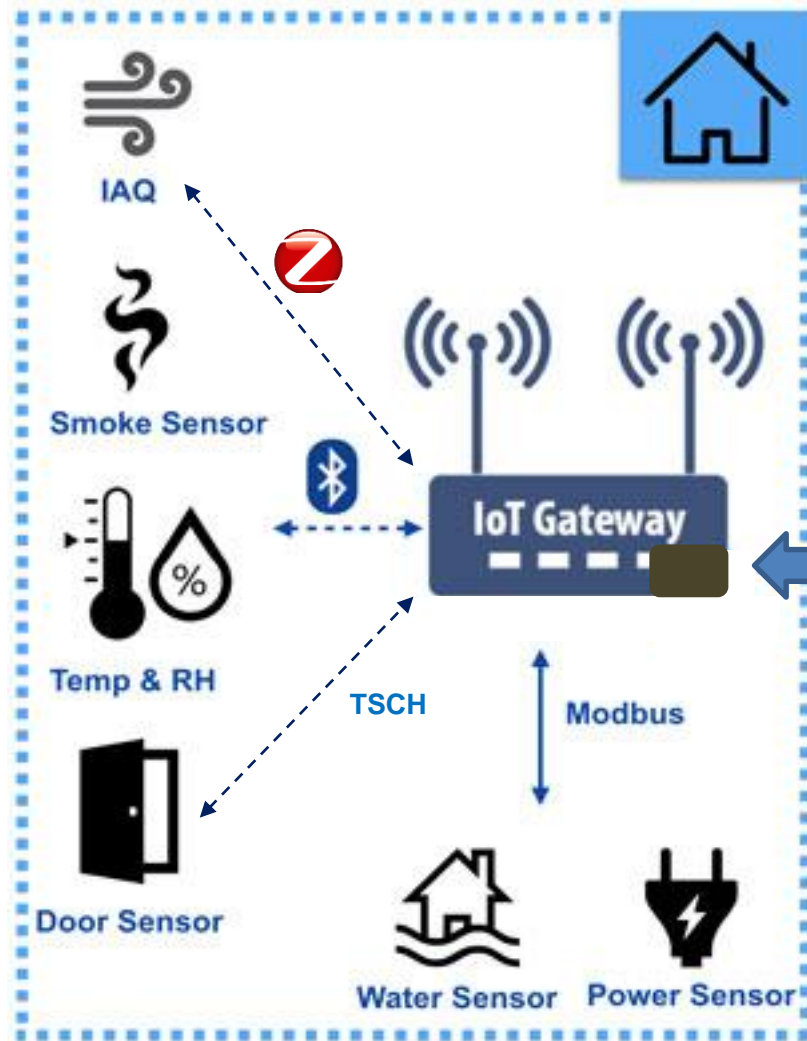 IAQ
Z
Smoke Sensor
IoT Gateway
%
Temp & RH
TSCH
Modbus
Door Sensor
Water Sensor
Power Sensor